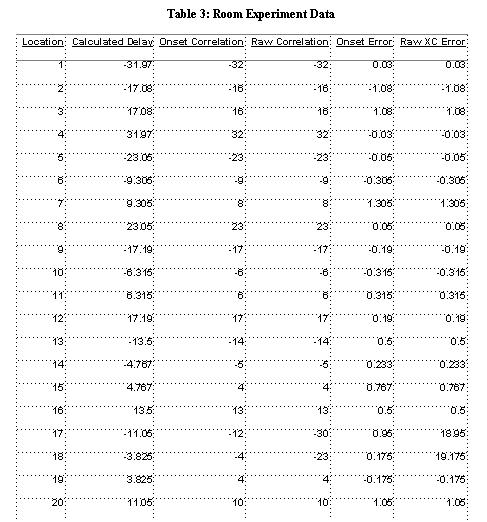 Table 3: Room Experiment Data
Location Calculated Delay Onset Correlation Raw Correlation Onset Error Raw XC Error
1 -31.97 -32 -32 0.03 0.03
2 -17.08 -16 -16 -1.08 -1.08
3 17.08 16 16 1.08 1.08
4 31.97 32 32 -0.03 -0.03
5 -23.05 -23 -23 -0.05 -0.05
6 -9.305 -9 -9 -0.305 -0.305
7 9.305 8 8 1.305 1.305
8 23.05 23 23 0.05 0.05
9 -17.19 -17 -17 -0.19 -0.19
10 -6.315 -6 -6 -0.315 -0.315
11 6.315 6 6 0.315 0.315
12 17.19 17 17 0.19 0.19
13 -13.5 -14 -14 0.5 0.5
14 -4.767 -5 -5 0.233 0.233
15 4.767 4 4 0.767 0.767
16 13.5 13 13 0.5 0.5
17 -11.05 -12 -30 0.95 18.95
18 -3.825 -4 -23 0.175 19.175
19 3.825 4 4 -0.175 -0.175
20 11.05 10 10 1.05 1.05